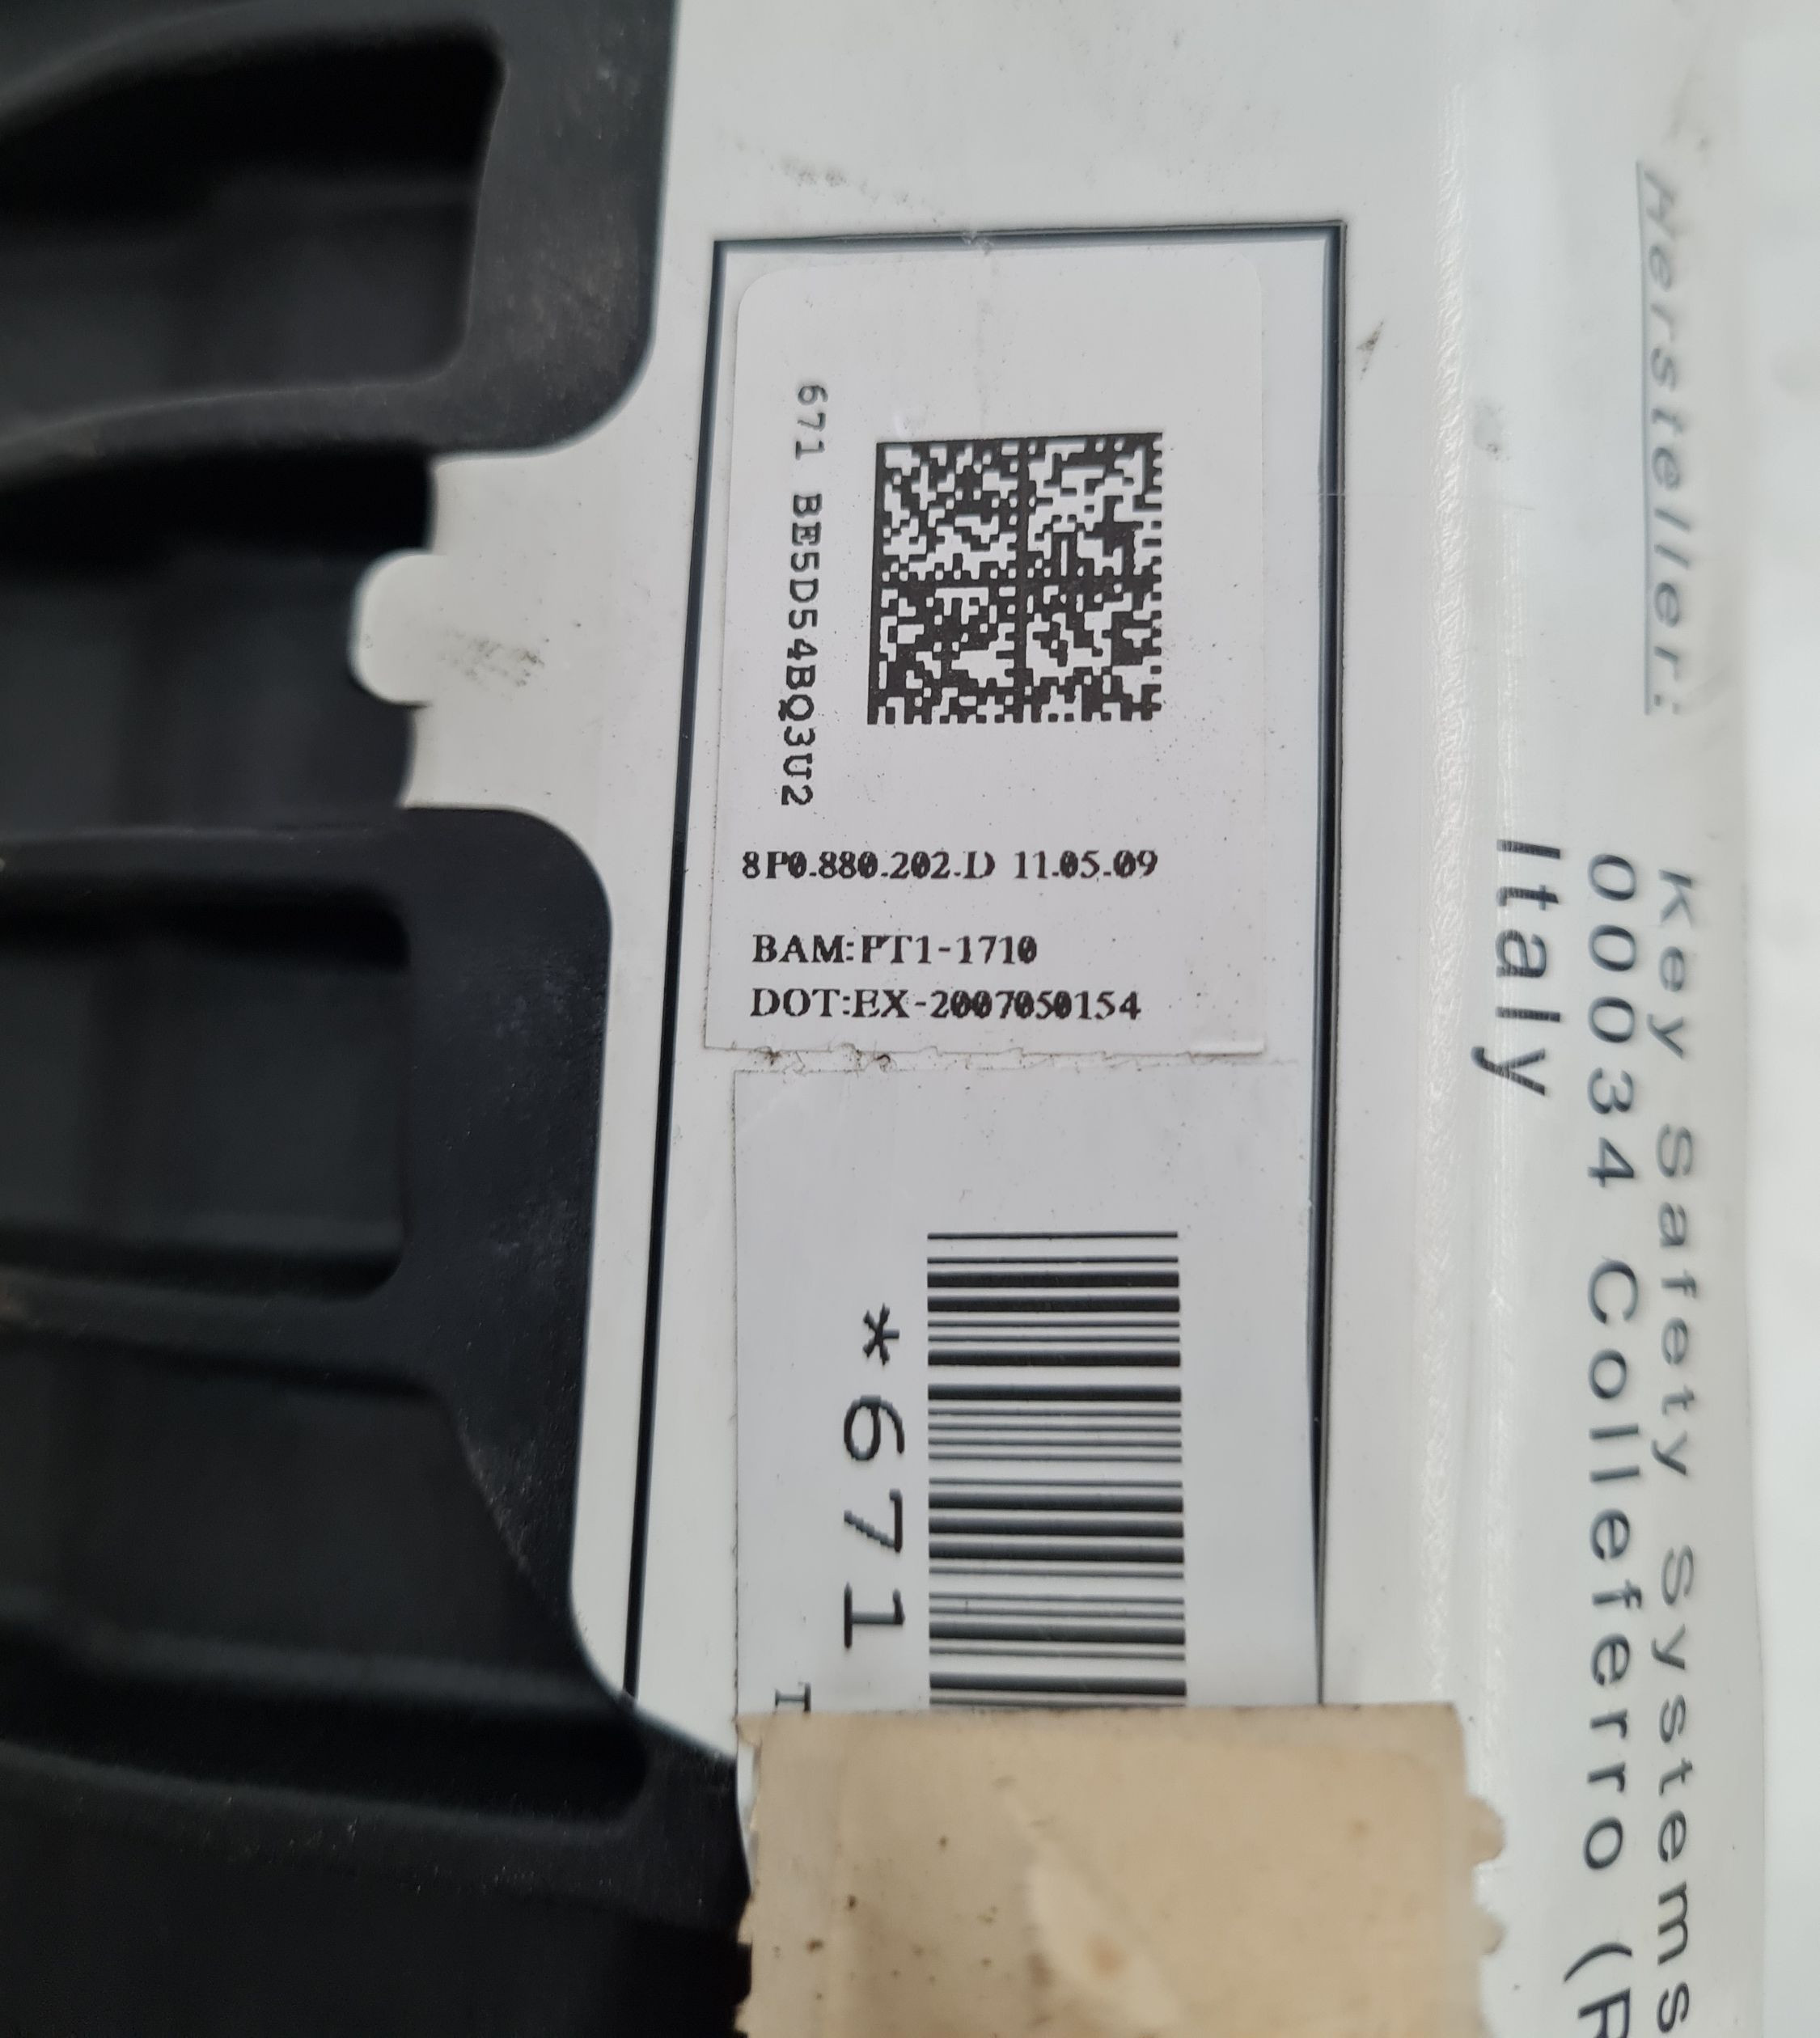 671 BE5D54BQ3U2
8P0.880.202.D 11.05.09
BAM:PT1-1710
DOT:EX-2007050154
*671
Hersteller:
Key Safety Systems
00034 Colleferro (R
Italy